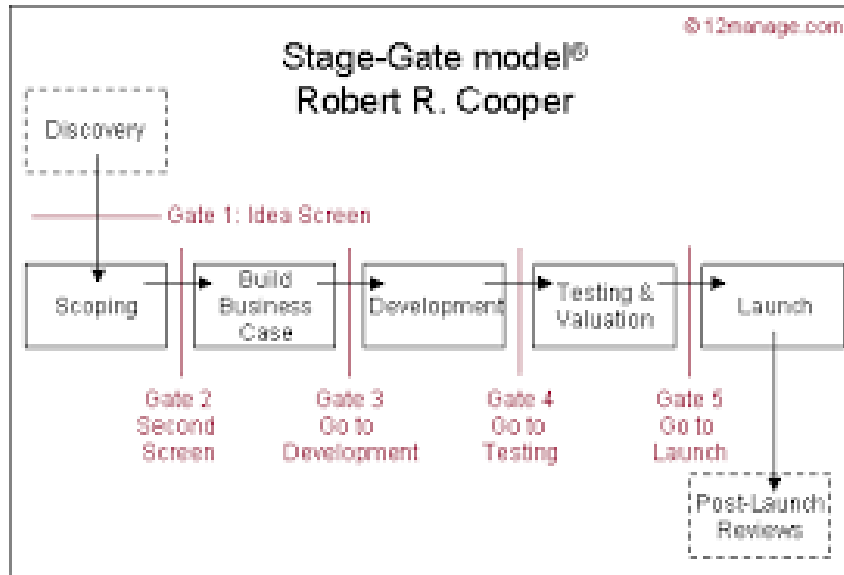 © 12manage.com
Stage-Gate model®
Robert R. Cooper
Discovery
Gate 1: Idea Screen
Scoping
Build
Business
Case
Development
Testing &
Valuation
Launch
Gate 2
Second
Screen
Gate 3
Go to
Development
Gate 4
Go to
Testing
Gate 5
Go to
Launch
Post-Launch
Reviews